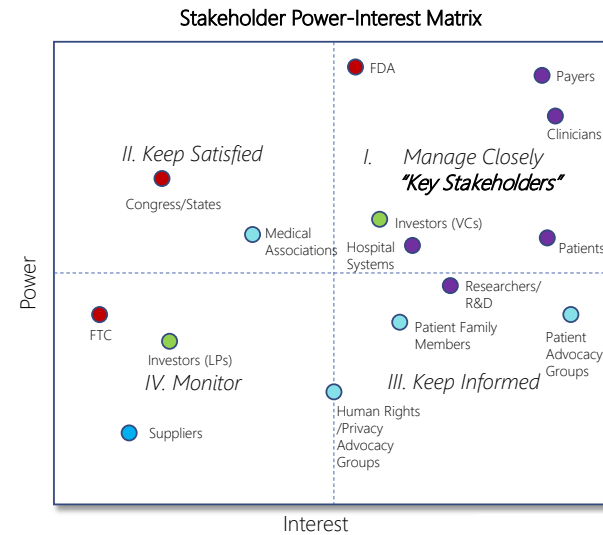 Stakeholder Power-Interest Matrix
FDA
Payers
Clinicians
II. Keep Satisfied
I. Manage Closely
“Key Stakeholders”
Congress/States
Medical
Associations
Investors (VCs)
Hospital
Systems
Patients
Power
Researchers/
R&D
FTC
Patient Family
Members
Patient
Advocacy
Groups
Investors (LPs)
IV. Monitor
III. Keep Informed
Human Rights
/Privacy
Advocacy
Groups
Suppliers
Interest